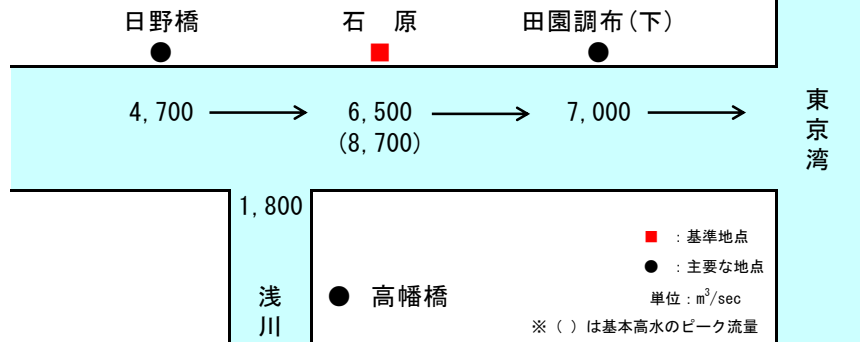 日野橋
石　原
田園調布(下)
4,700
6,500
(8,700)
7,000
東京湾
1,800
浅川
高幡橋
■ ：基準地点
● ：主要な地点
単位：m³/sec
※（ ）は基本高水のピーク流量